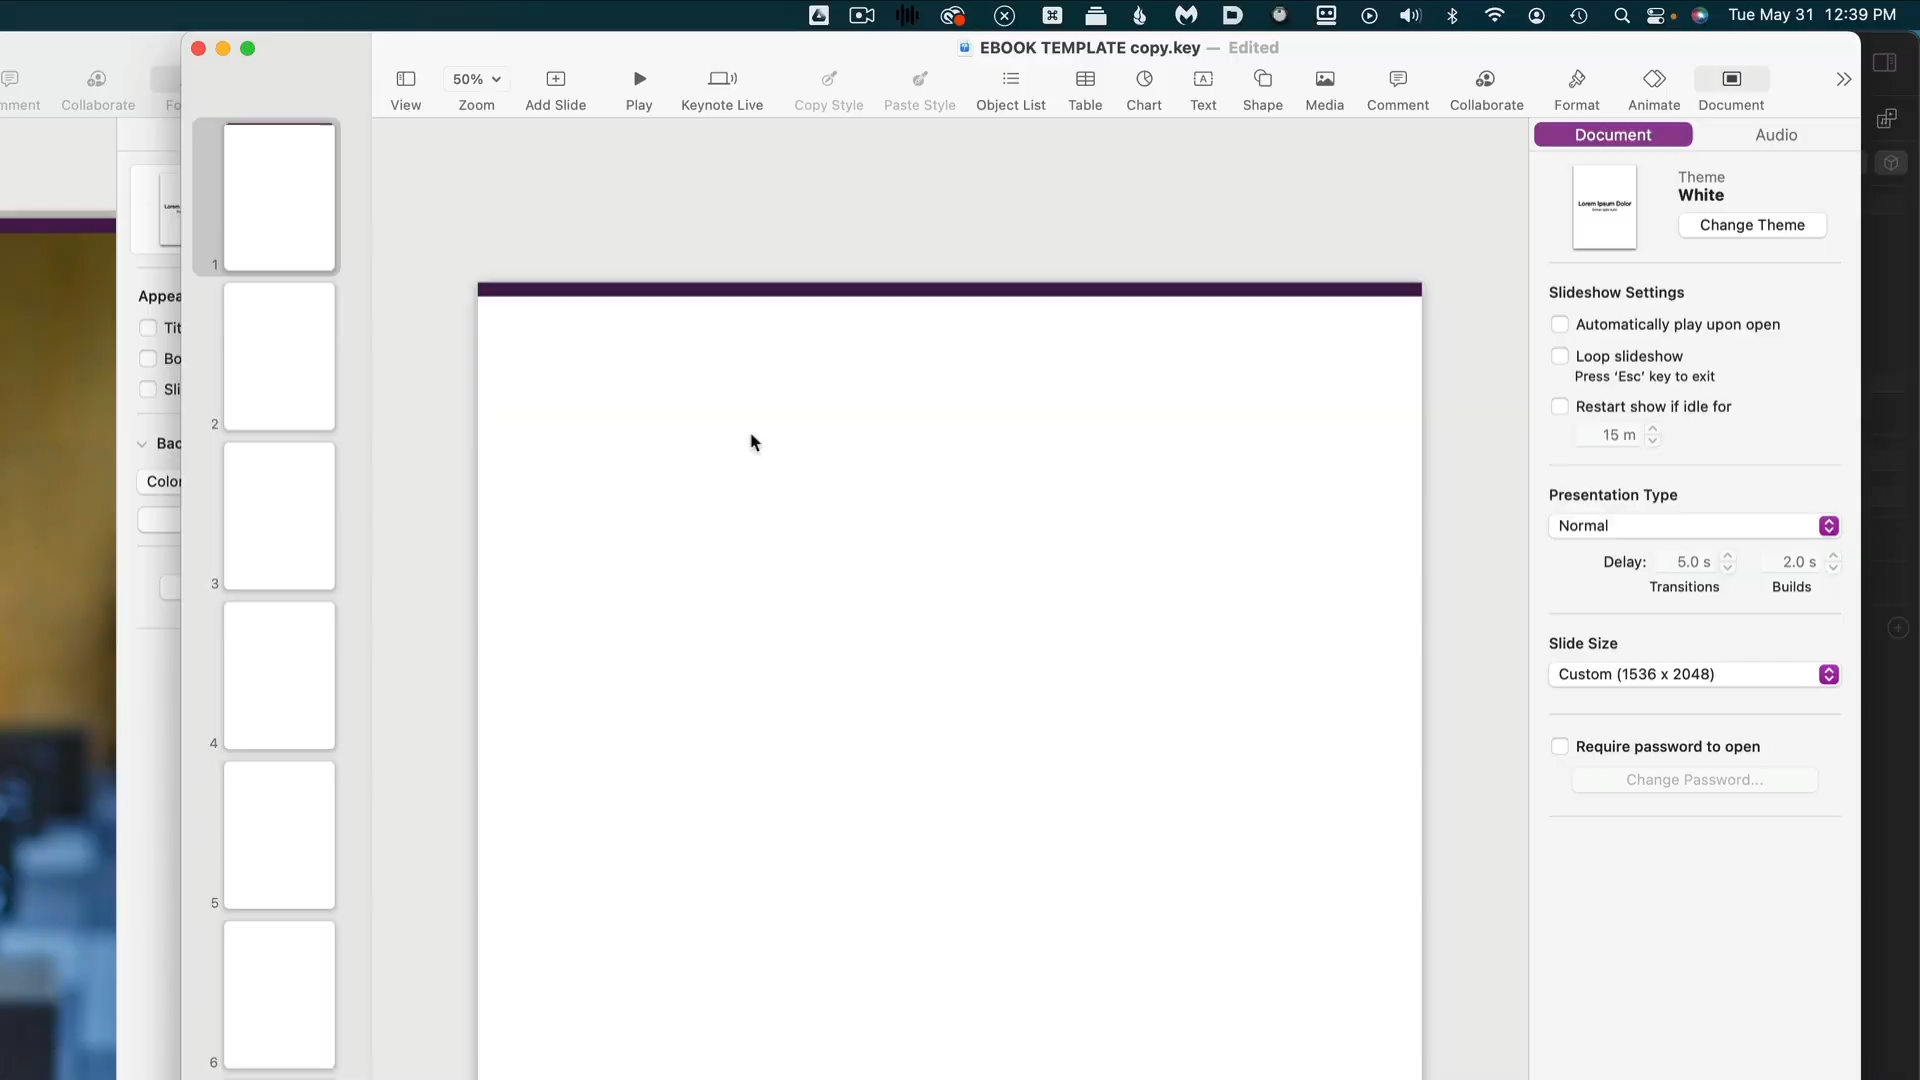 Tue May 31 12:39 PM
EBOOK TEMPLATE copy.key — Edited
mment
Collaborate
Fo
50%
View
Zoom
Add Slide
Play
Keynote Live
Copy Style
Paste Style
Object List
Table
Chart
Text
Shape
Media
Comment
Collaborate
Format
Animate
Document
Document
Audio
Lorem Ipsum Dolor
Theme
White
Change Theme
Slideshow Settings
Automatically play upon open
Loop slideshow
Press ‘Esc’ key to exit
Restart show if idle for
15 m
Presentation Type
Normal
Delay:
5.0 s
2.0 s
Transitions
Builds
Slide Size
Custom (1536 x 2048)
Require password to open
Change Password...
Lorem
Appea
Tit
Bo
Sli
Bac
Color
1
2
3
4
5
6